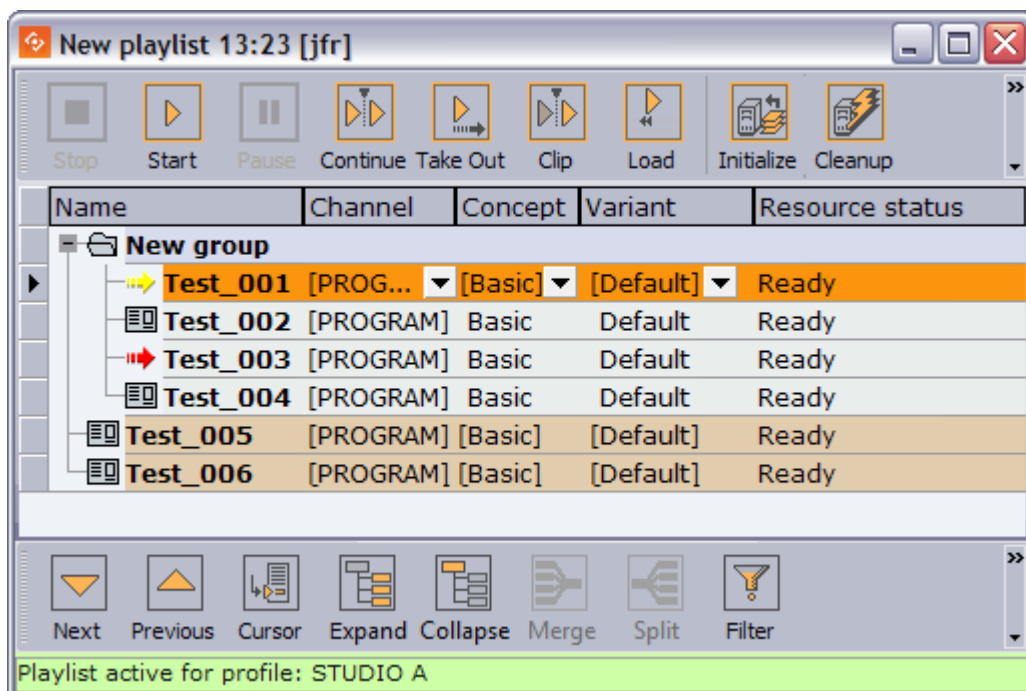 New playlist 13:23 [jfr]
Stop Start Pause Continue Take Out Clip Load Initialize Cleanup
Name Channel Concept Variant Resource status
New group
Test_001 [PROG... [Basic] [Default] Ready
Test_002 [PROGRAM] Basic Default Ready
Test_003 [PROGRAM] Basic Default Ready
Test_004 [PROGRAM] Basic Default Ready
Test_005 [PROGRAM] [Basic] [Default] Ready
Test_006 [PROGRAM] [Basic] [Default] Ready
Next Previous Cursor Expand Collapse Merge Split Filter
Playlist active for profile: STUDIO A